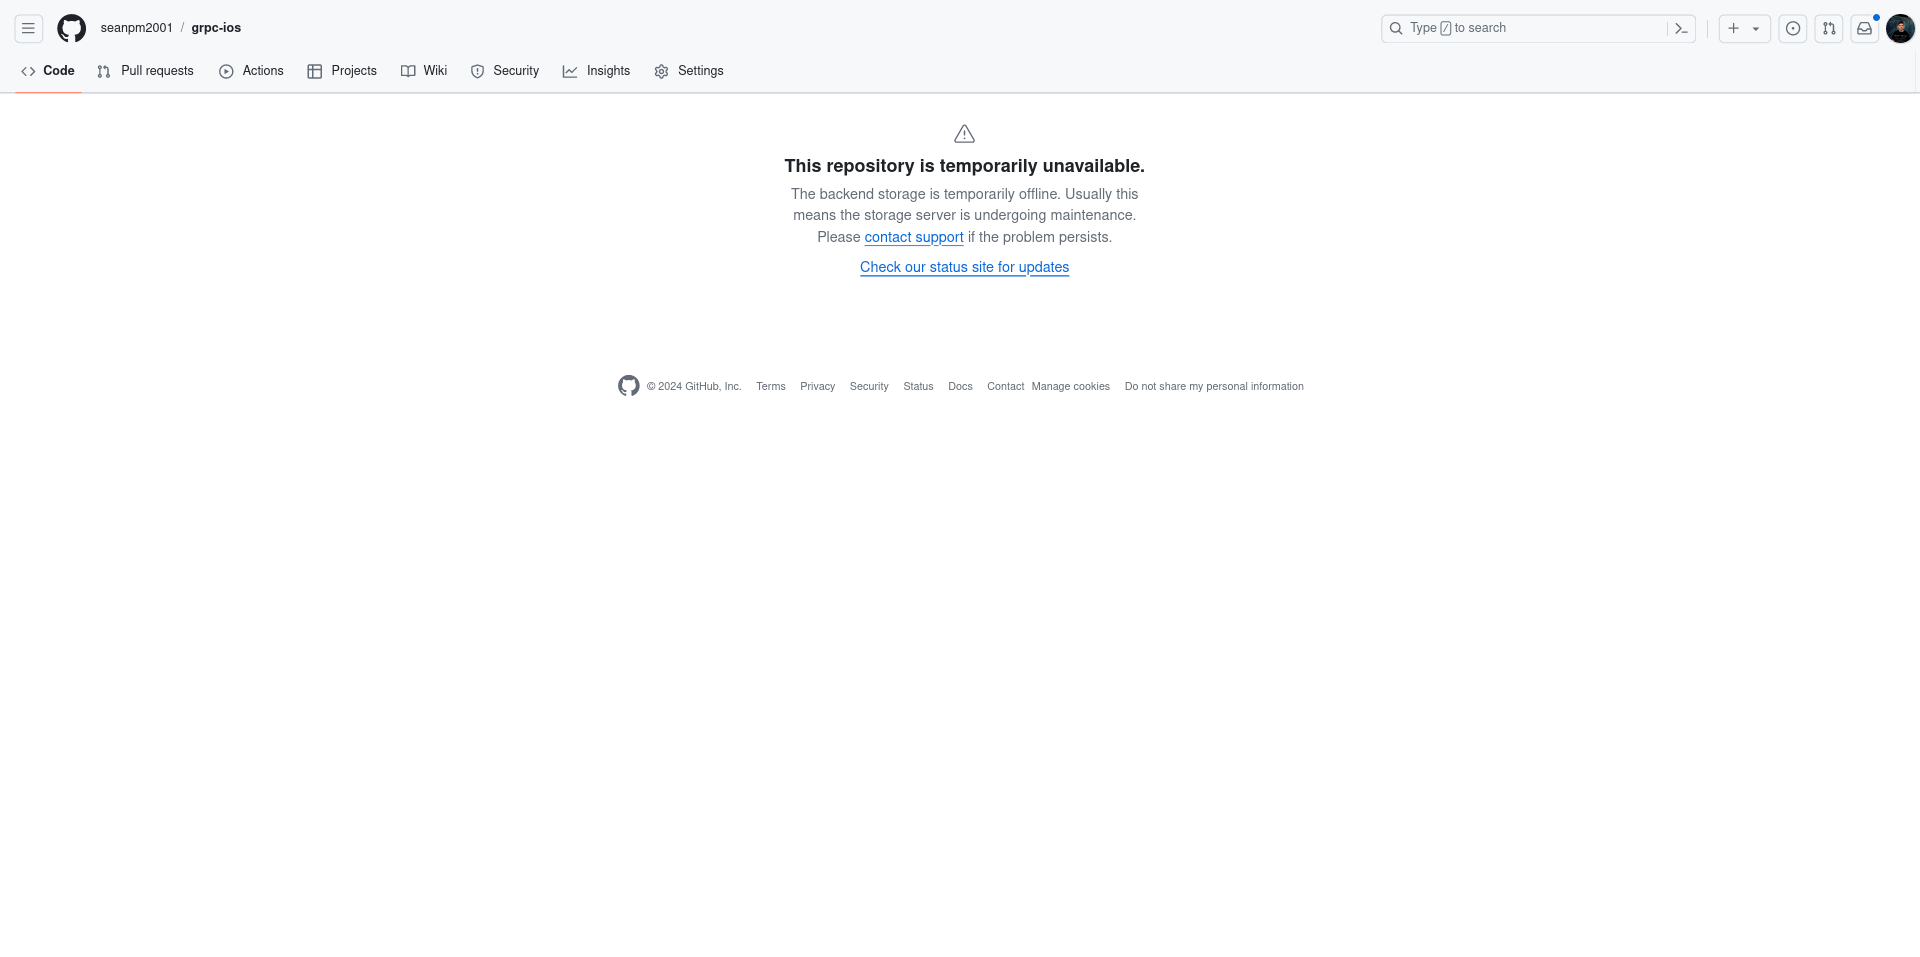 seanpm2001 / grpc-ios
Type / to search
Code Pull requests Actions Projects Wiki Security Insights Settings
This repository is temporarily unavailable.
The backend storage is temporarily offline. Usually this
means the storage server is undergoing maintenance.
Please contact support if the problem persists.
Check our status site for updates
© 2024 GitHub, Inc. Terms Privacy Security Status Docs Contact Manage cookies Do not share my personal information